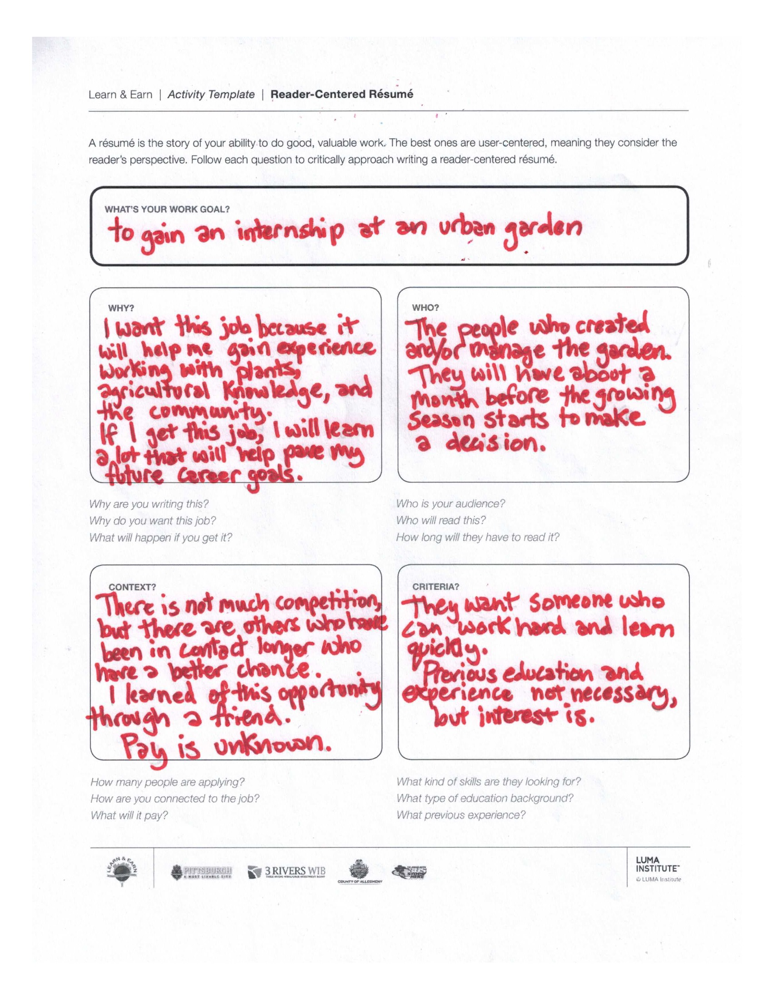 Learn & Earn | Activity Template | Reader-Centered Résumé
A résumé is the story of your ability to do good, valuable work. The best ones are user-centered, meaning they consider the
reader's perspective. Follow each question to critically approach writing a reader-centered résumé.
WHAT'S YOUR WORK GOAL?
to gain an internship at an urban garden
WHY?
I want this job because it
will help me gain experience
working with plants,
agricultural knowledge, and
the community.
If I get this job, I will learn
a lot that will help pave my
future career goals.
Why are you writing this?
Why do you want this job?
What will happen if you get it?
WHO?
The people who created
and/or manage the garden.
They will have about a
month before the growing
season starts to make
a decision.
Who is your audience?
Who will read this?
How long will they have to read it?
CONTEXT?
There is not much competition,
but there are others who have
been in contact longer who
have a better chance.
I learned of this opportunity
through a friend.
Pay is unknown.
How many people are applying?
How are you connected to the job?
What will it pay?
CRITERIA?
They want someone who
can work hard and learn
quickly.
Previous education and
experience not necessary,
but interest is.
What kind of skills are they looking for?
What type of education background?
What previous experience?
LEARN & EARN
PITTSBURGH
A MOST LIVABLE CITY
3 RIVERS WIB
THREE RIVERS WORKFORCE INVESTMENT BOARD
COUNTY OF ALLEGHENY
STOPS
HERE
LUMA
INSTITUTE™
© LUMA Institute